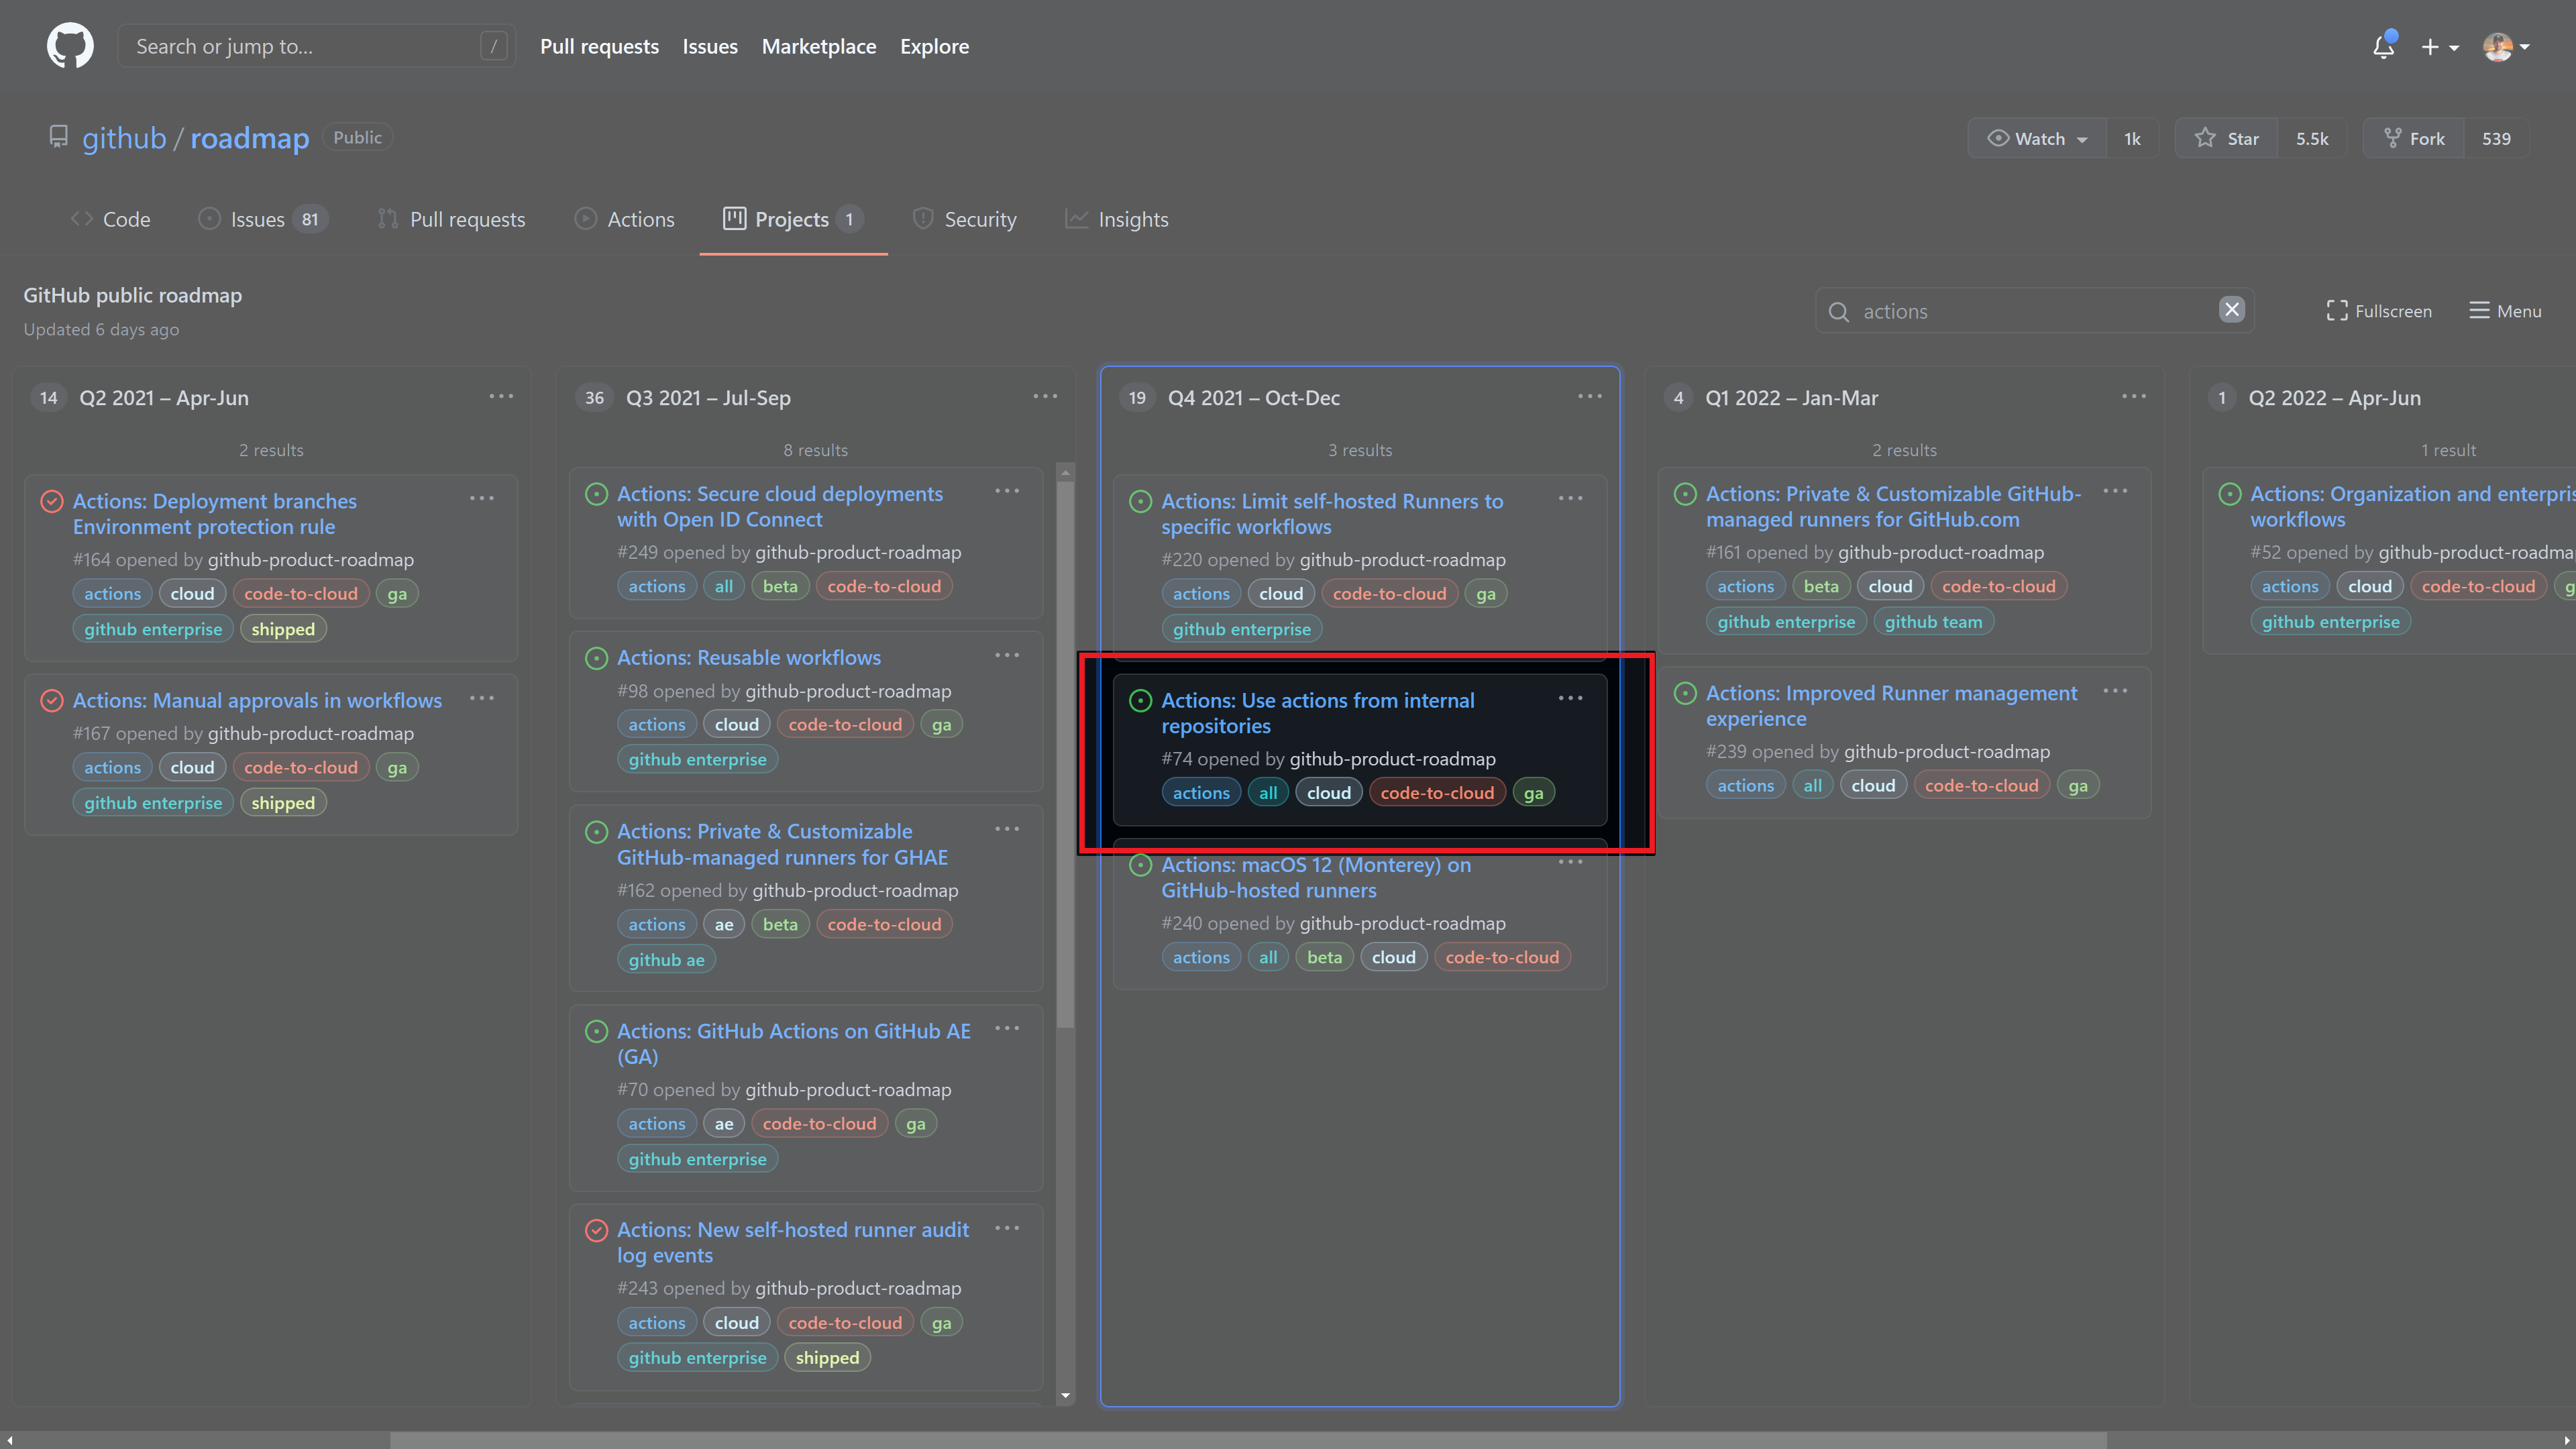 Search or jump to...
/
Pull requests
Issues
Marketplace
Explore
github / roadmap
Public
Watch
1k
Star
5.5k
Fork
539
Code
Issues 81
Pull requests
Actions
Projects 1
Security
Insights
GitHub public roadmap
Updated 6 days ago
actions
Fullscreen
Menu
14 Q2 2021 – Apr-Jun
2 results
Actions: Deployment branches
Environment protection rule
#164 opened by github-product-roadmap
actions cloud code-to-cloud ga
github enterprise shipped
Actions: Manual approvals in workflows
#167 opened by github-product-roadmap
actions cloud code-to-cloud ga
github enterprise shipped
36 Q3 2021 – Jul-Sep
8 results
Actions: Secure cloud deployments
with Open ID Connect
#249 opened by github-product-roadmap
actions all beta code-to-cloud
Actions: Reusable workflows
#98 opened by github-product-roadmap
actions cloud code-to-cloud ga
github enterprise
Actions: Private & Customizable
GitHub-managed runners for GHAE
#162 opened by github-product-roadmap
actions ae beta code-to-cloud
github ae
Actions: GitHub Actions on GitHub AE
(GA)
#70 opened by github-product-roadmap
actions ae code-to-cloud ga
github enterprise
Actions: New self-hosted runner audit
log events
#243 opened by github-product-roadmap
actions cloud code-to-cloud ga
github enterprise shipped
19 Q4 2021 – Oct-Dec
3 results
Actions: Limit self-hosted Runners to
specific workflows
#220 opened by github-product-roadmap
actions cloud code-to-cloud ga
github enterprise
Actions: Use actions from internal
repositories
#74 opened by github-product-roadmap
actions all cloud code-to-cloud ga
Actions: macOS 12 (Monterey) on
GitHub-hosted runners
#240 opened by github-product-roadmap
actions all beta cloud code-to-cloud
4 Q1 2022 – Jan-Mar
2 results
Actions: Private & Customizable GitHub-
managed runners for GitHub.com
#161 opened by github-product-roadmap
actions beta cloud code-to-cloud
github enterprise github team
Actions: Improved Runner management
experience
#239 opened by github-product-roadmap
actions all cloud code-to-cloud ga
1 Q2 2022 – Apr-Jun
1 result
Actions: Organization and enterpris
workflows
#52 opened by github-product-roadma
actions cloud code-to-cloud g
github enterprise